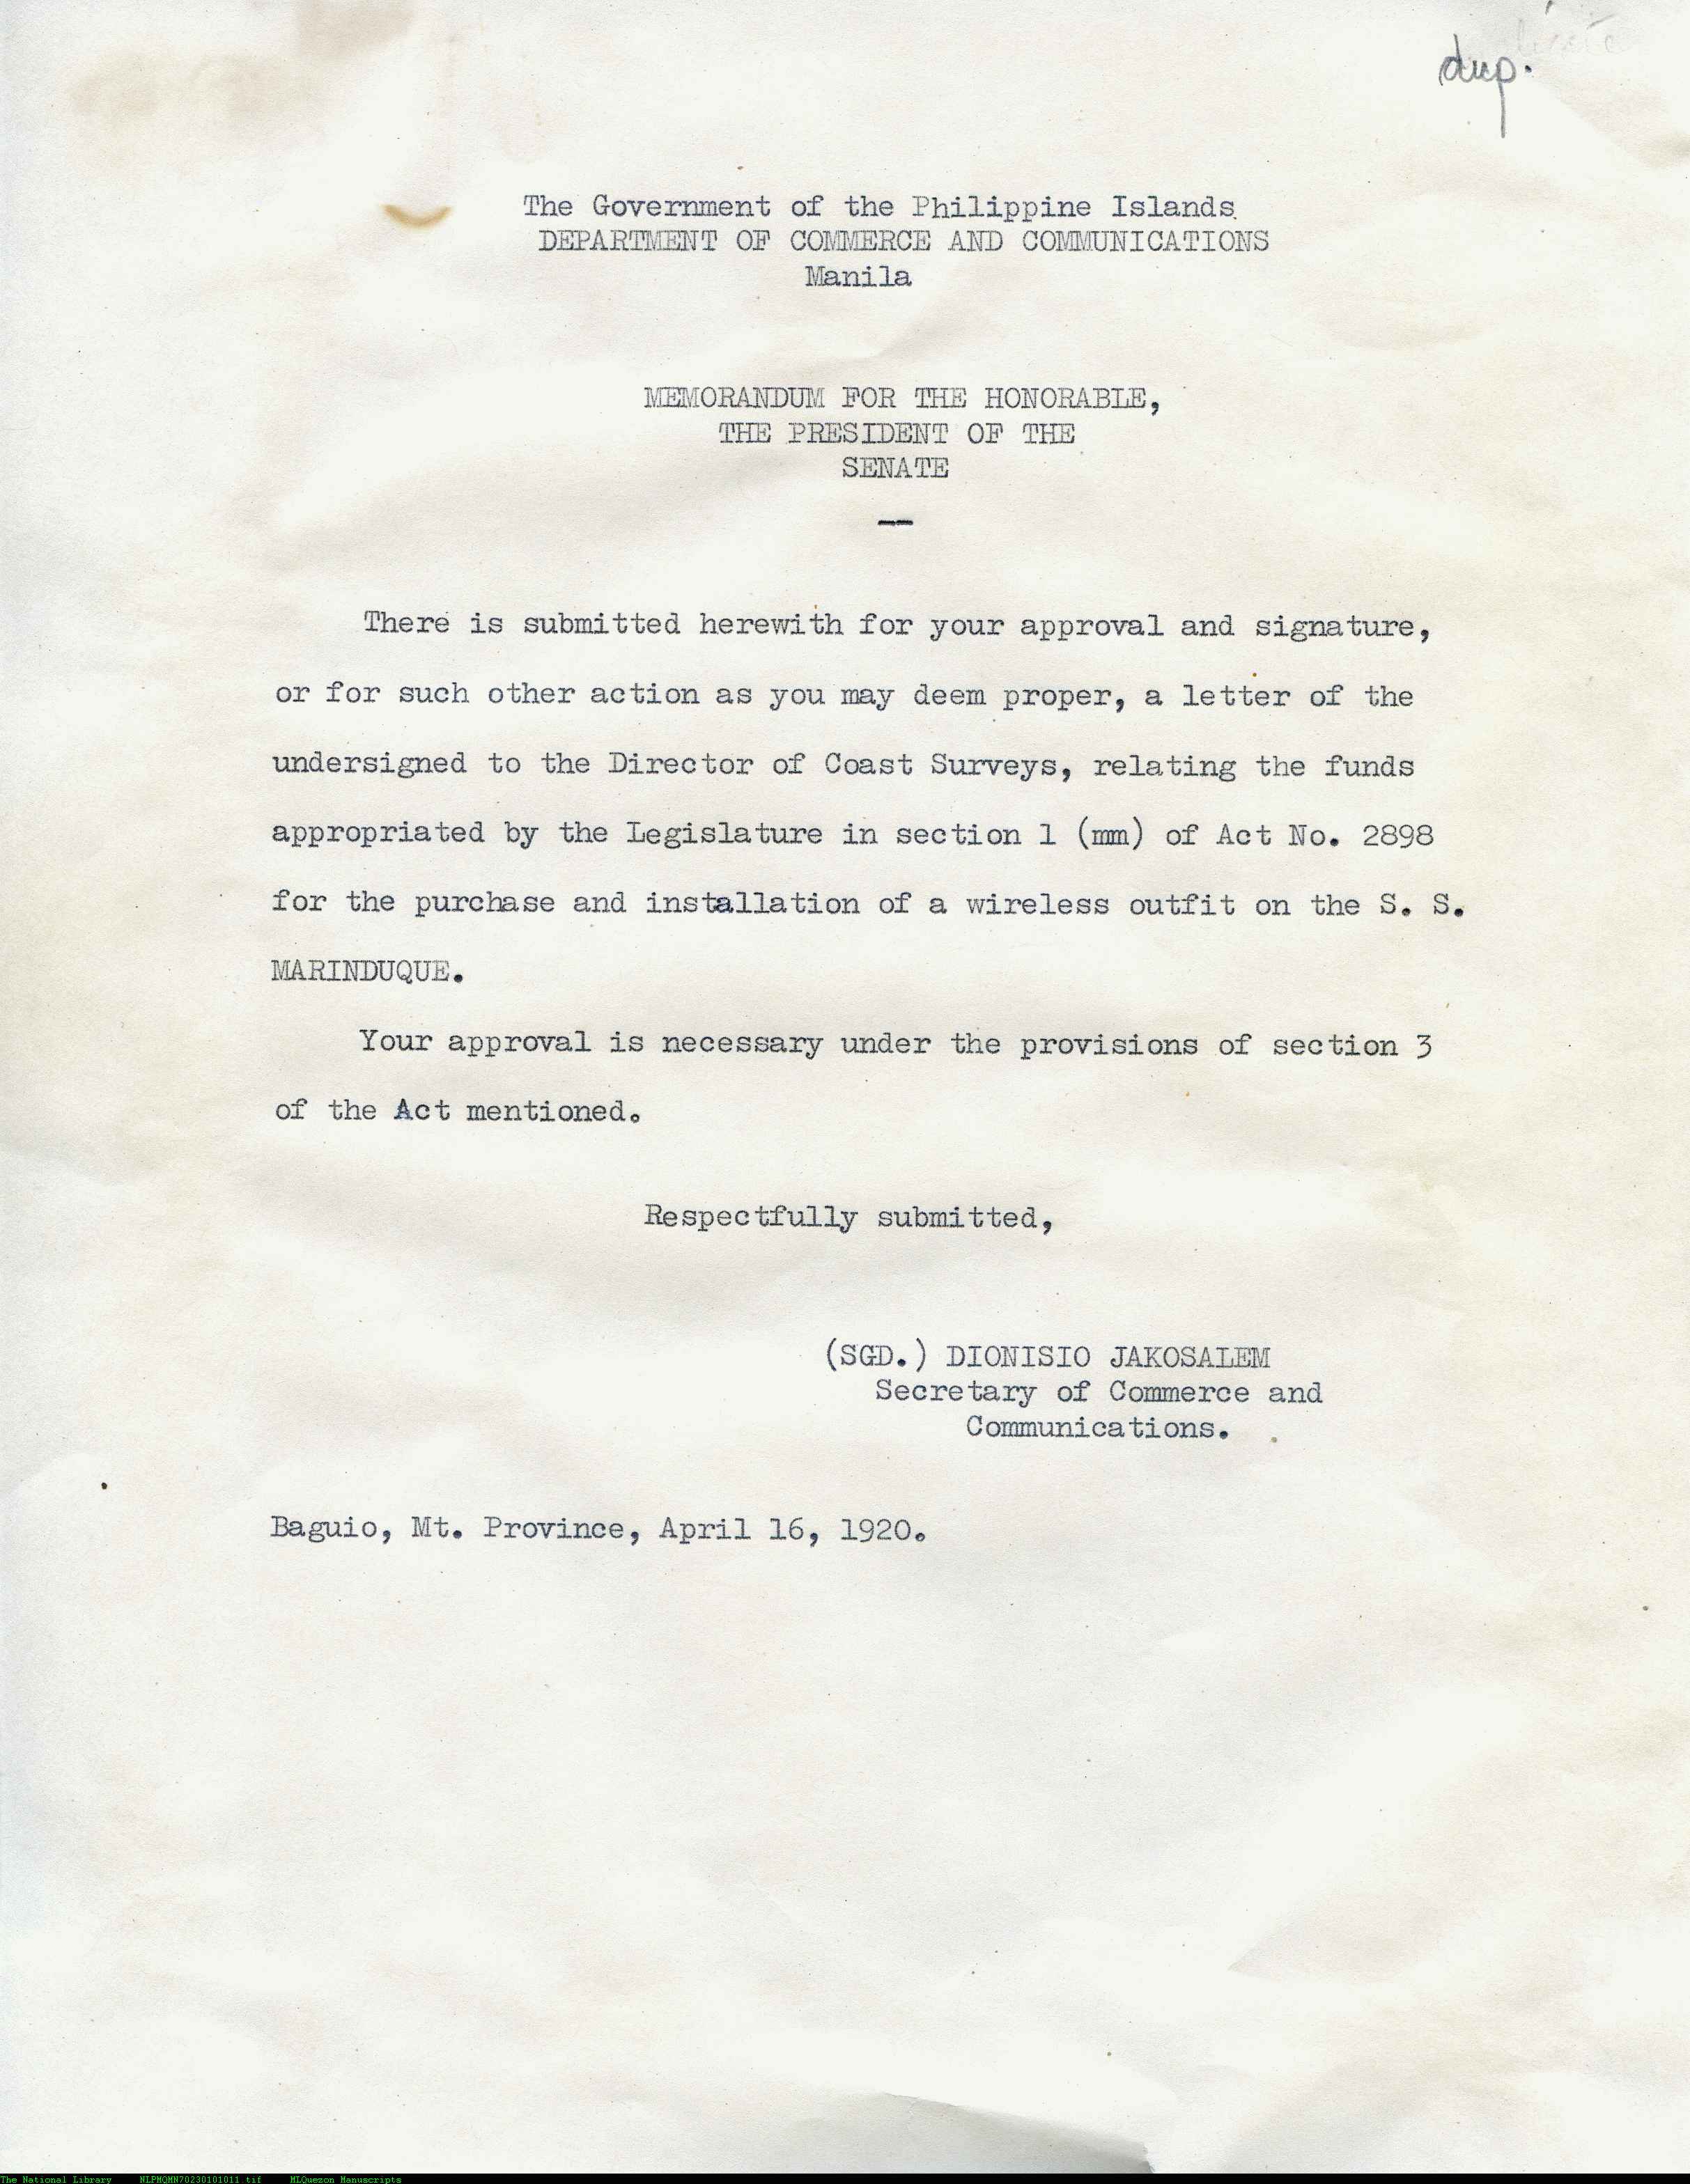 dup.
The Government of the Philippine Islands
DEPARTMENT OF COMMERCE AND COMMUNICATIONS
Manila
MEMORANDUM FOR THE HONORABLE,
THE PRESIDENT OF THE
SENATE
There is submitted herewith for your approval and signature,
or for such other action as you may deem proper, a letter of the
undersigned to the Director of Coast Surveys, relating the funds
appropriated by the Legislature in section 1 (mm) of Act No. 2898
for the purchase and installation of a wireless outfit on the S. S.
MARINDUQUE.
Your approval is necessary under the provisions of section 3
of the Act mentioned.
Respectfully submitted,
(SGD.) DIONISIO JAKOSALEM
Secretary of Commerce and
Communications.
Baguio, Mt. Province, April 16, 1920.
The National Library NLPMQMN70230101011.tif MLQuezon Manuscripts